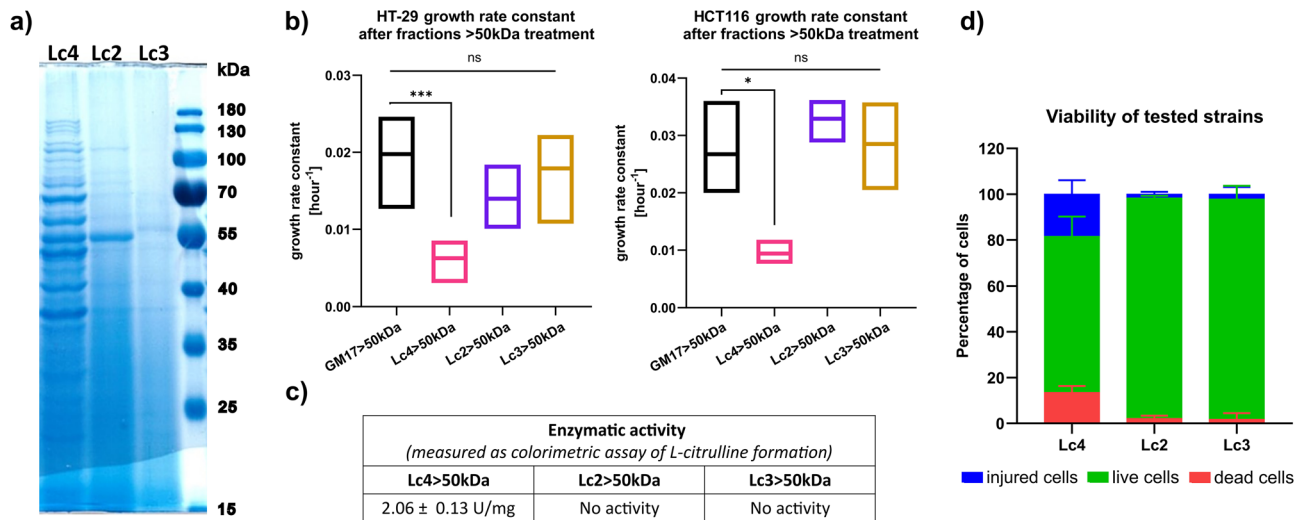 a)
Lc4 Lc2 Lc3
kDa
180
130
100
70
55
40
35
25
15
b)
HT-29 growth rate constant
after fractions >50kDa treatment
ns
***
0.03
0.02
0.01
0.00
growth rate constant
[hour-1]
GM17>50kDa
Lc4>50kDa
Lc2>50kDa
Lc3>50kDa
HCT116 growth rate constant
after fractions >50kDa treatment
ns
*
0.04
0.03
0.02
0.01
0.00
growth rate constant
[hour-1]
GM17>50kDa
Lc4>50kDa
Lc2>50kDa
Lc3>50kDa
c)
Enzymatic activity
(measured as colorimetric assay of L-citrulline formation)
Lc4>50kDa Lc2>50kDa Lc3>50kDa
2.06 ± 0.13 U/mg No activity No activity
d)
Viability of tested strains
120
100
80
60
40
20
0
Percentage of cells
Lc4 Lc2 Lc3
injured cells live cells dead cells